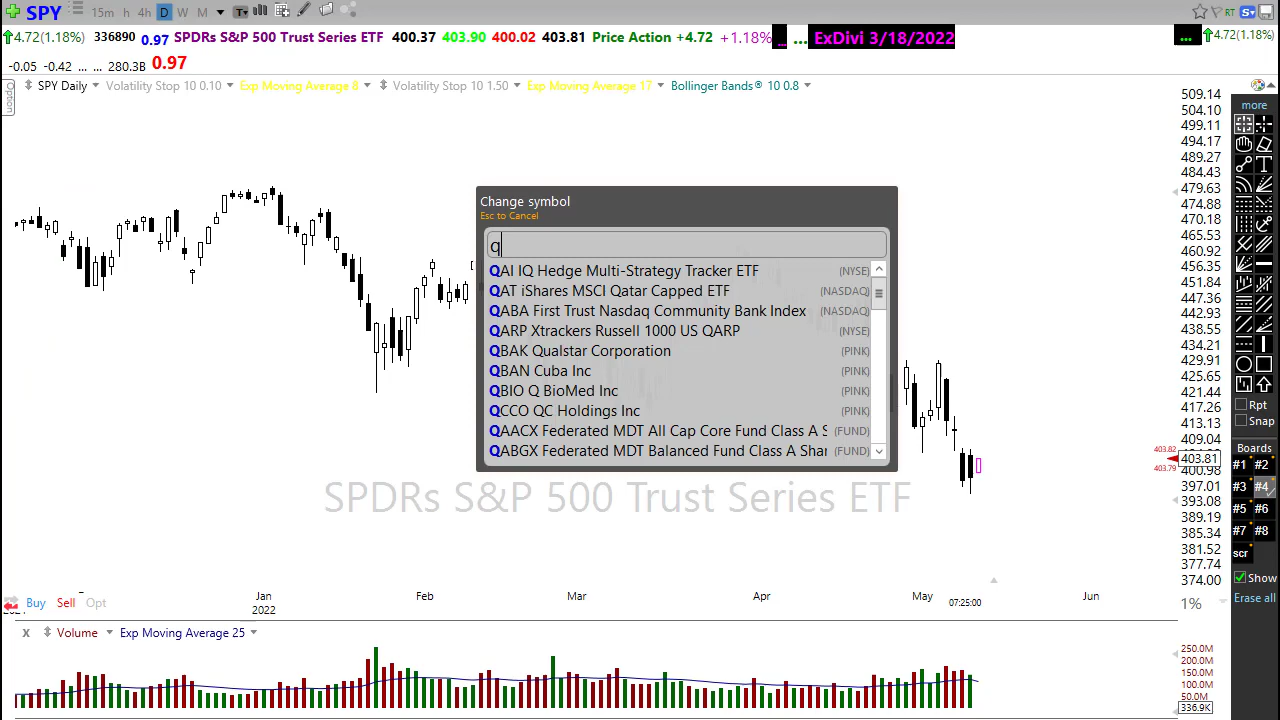 SPY 15m h 4h D W M
4.72(1.18%) 336890 0.97 SPDRs S&P 500 Trust Series ETF 400.37 403.90 400.02 403.81 Price Action +4.72 +1.18% ... ... ExDivi 3/18/2022 ... RT 4.72(1.18%)
-0.05 -0.42 ... ... 280.3B 0.97
Option
SPY Daily Volatility Stop 10 0.10 Exp Moving Average 8 Volatility Stop 10 1.50 Exp Moving Average 17 Bollinger Bands® 10 0.8
Change symbol
Esc to Cancel
q
QAI IQ Hedge Multi-Strategy Tracker ETF (NYSE)
QAT iShares MSCI Qatar Capped ETF (NASDAQ)
QABA First Trust Nasdaq Community Bank Index (NASDAQ)
QARP Xtrackers Russell 1000 US QARP (NYSE)
QBAK Qualstar Corporation (PINK)
QBAN Cuba Inc (PINK)
QBIO Q BioMed Inc (PINK)
QCCO QC Holdings Inc (PINK)
QAACX Federated MDT All Cap Core Fund Class A S (FUND)
QABGX Federated MDT Balanced Fund Class A Shar (FUND)
SPDRs S&P 500 Trust Series ETF
509.14
504.10
499.11
494.17
489.27
484.43
479.63
474.88
470.18
465.53
460.92
456.35
451.84
447.36
442.93
438.55
434.21
429.91
425.65
421.44
417.26
413.13
409.04
403.82
403.81
403.79
400.98
397.01
393.08
389.19
385.34
381.52
377.74
374.00
1%
more
Rpt
Snap
Boards
#1 #2
#3 #4
#5 #6
#7 #8
scr
Show
Erase all
Buy Sell Opt
Jan Feb Mar Apr May Jun
2022
07:25:00
x Volume Exp Moving Average 25
250.0M
200.0M
150.0M
100.0M
50.0M
336.9K